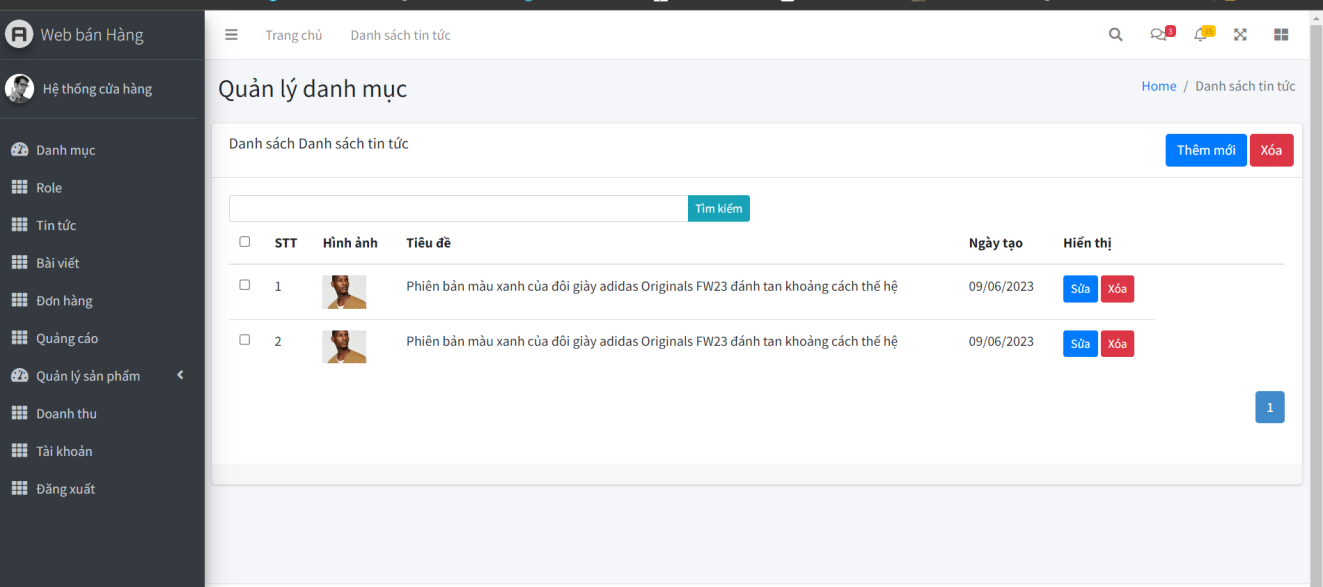 Web bán Hàng
Trang chủ Danh sách tin tức
3
15
Hệ thống cửa hàng
Quản lý danh mục
Home / Danh sách tin tức
Danh mục
Role
Tin tức
Bài viết
Đơn hàng
Quảng cáo
Quản lý sản phẩm
Doanh thu
Tài khoản
Đăng xuất
Danh sách Danh sách tin tức
Thêm mới Xóa
Tìm kiếm
STT Hình ảnh Tiêu đề Ngày tạo Hiển thị
1 Phiên bản màu xanh của đôi giày adidas Originals FW23 đánh tan khoảng cách thế hệ 09/06/2023 Sửa Xóa
2 Phiên bản màu xanh của đôi giày adidas Originals FW23 đánh tan khoảng cách thế hệ 09/06/2023 Sửa Xóa
1